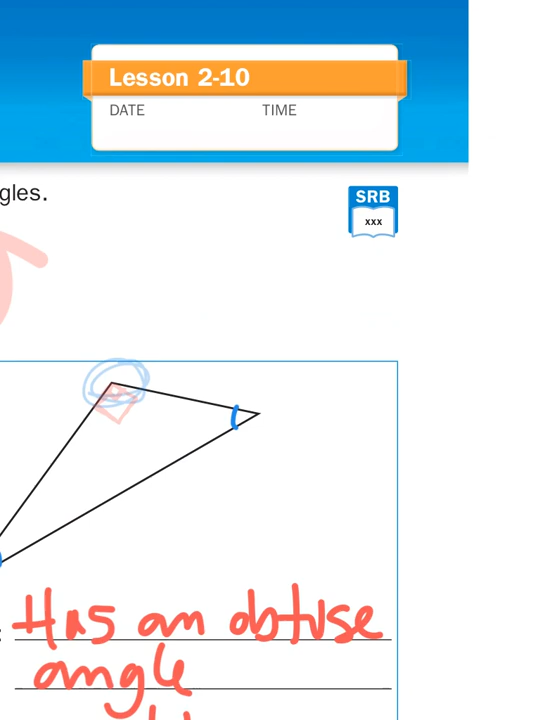 Lesson 2-10
DATE TIME
gles.
SRB
xxx
: Has an obtuse
angle